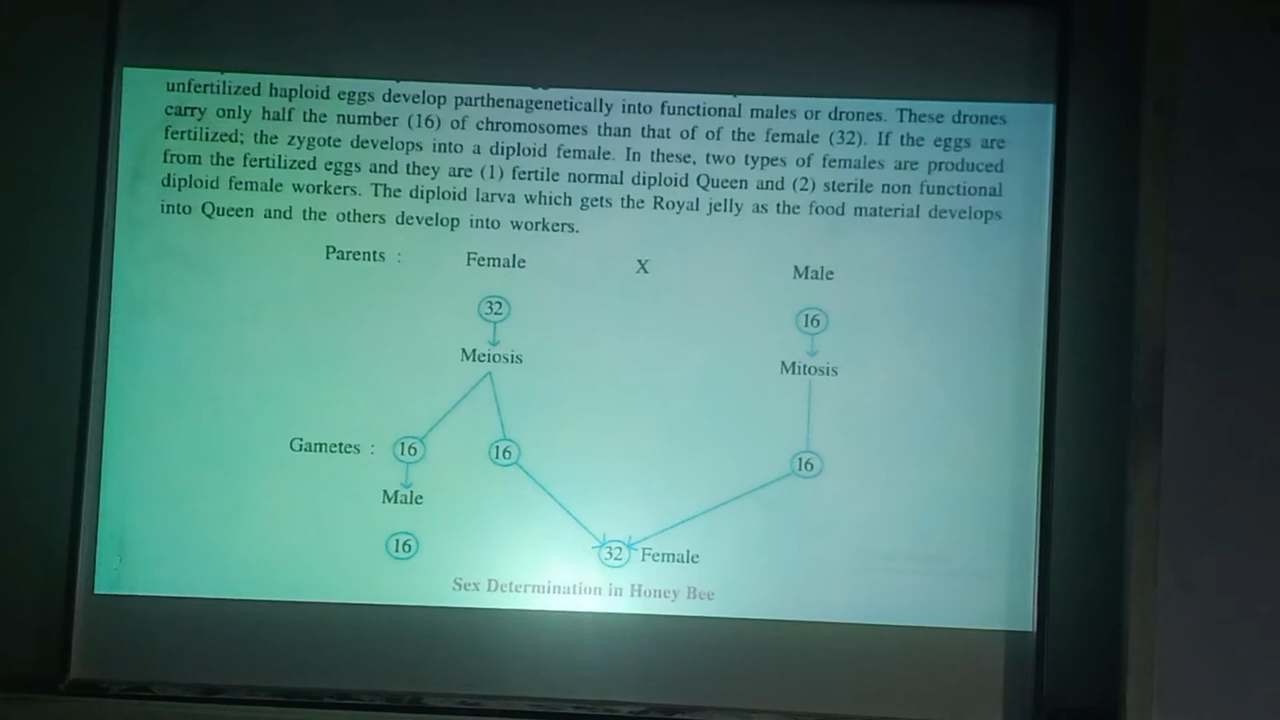 unfertilized haploid eggs develop parthenagenetically into functional males or drones. These drones
carry only half the number (16) of chromosomes than that of of the female (32). If the eggs are
fertilized; the zygote develops into a diploid female. In these, two types of females are produced
from the fertilized eggs and they are (1) fertile normal diploid Queen and (2) sterile non functional
diploid female workers. The diploid larva which gets the Royal jelly as the food material develops
into Queen and the others develop into workers.
Parents : Female X Male
32 16
Meiosis Mitosis
Gametes : 16 16 16
Male
16 32 Female
Sex Determination in Honey Bee